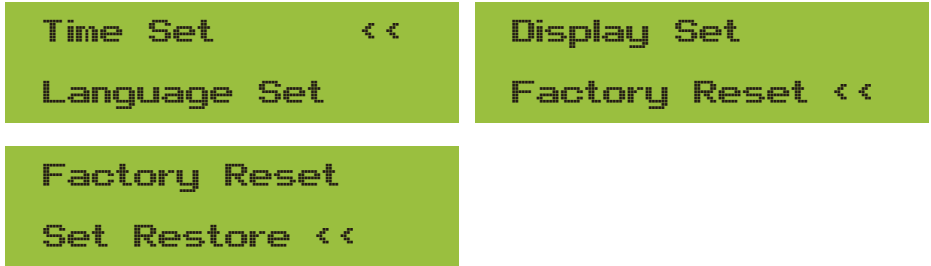 Time Set <<
Language Set
Display Set
Factory Reset <<
Factory Reset
Set Restore <<